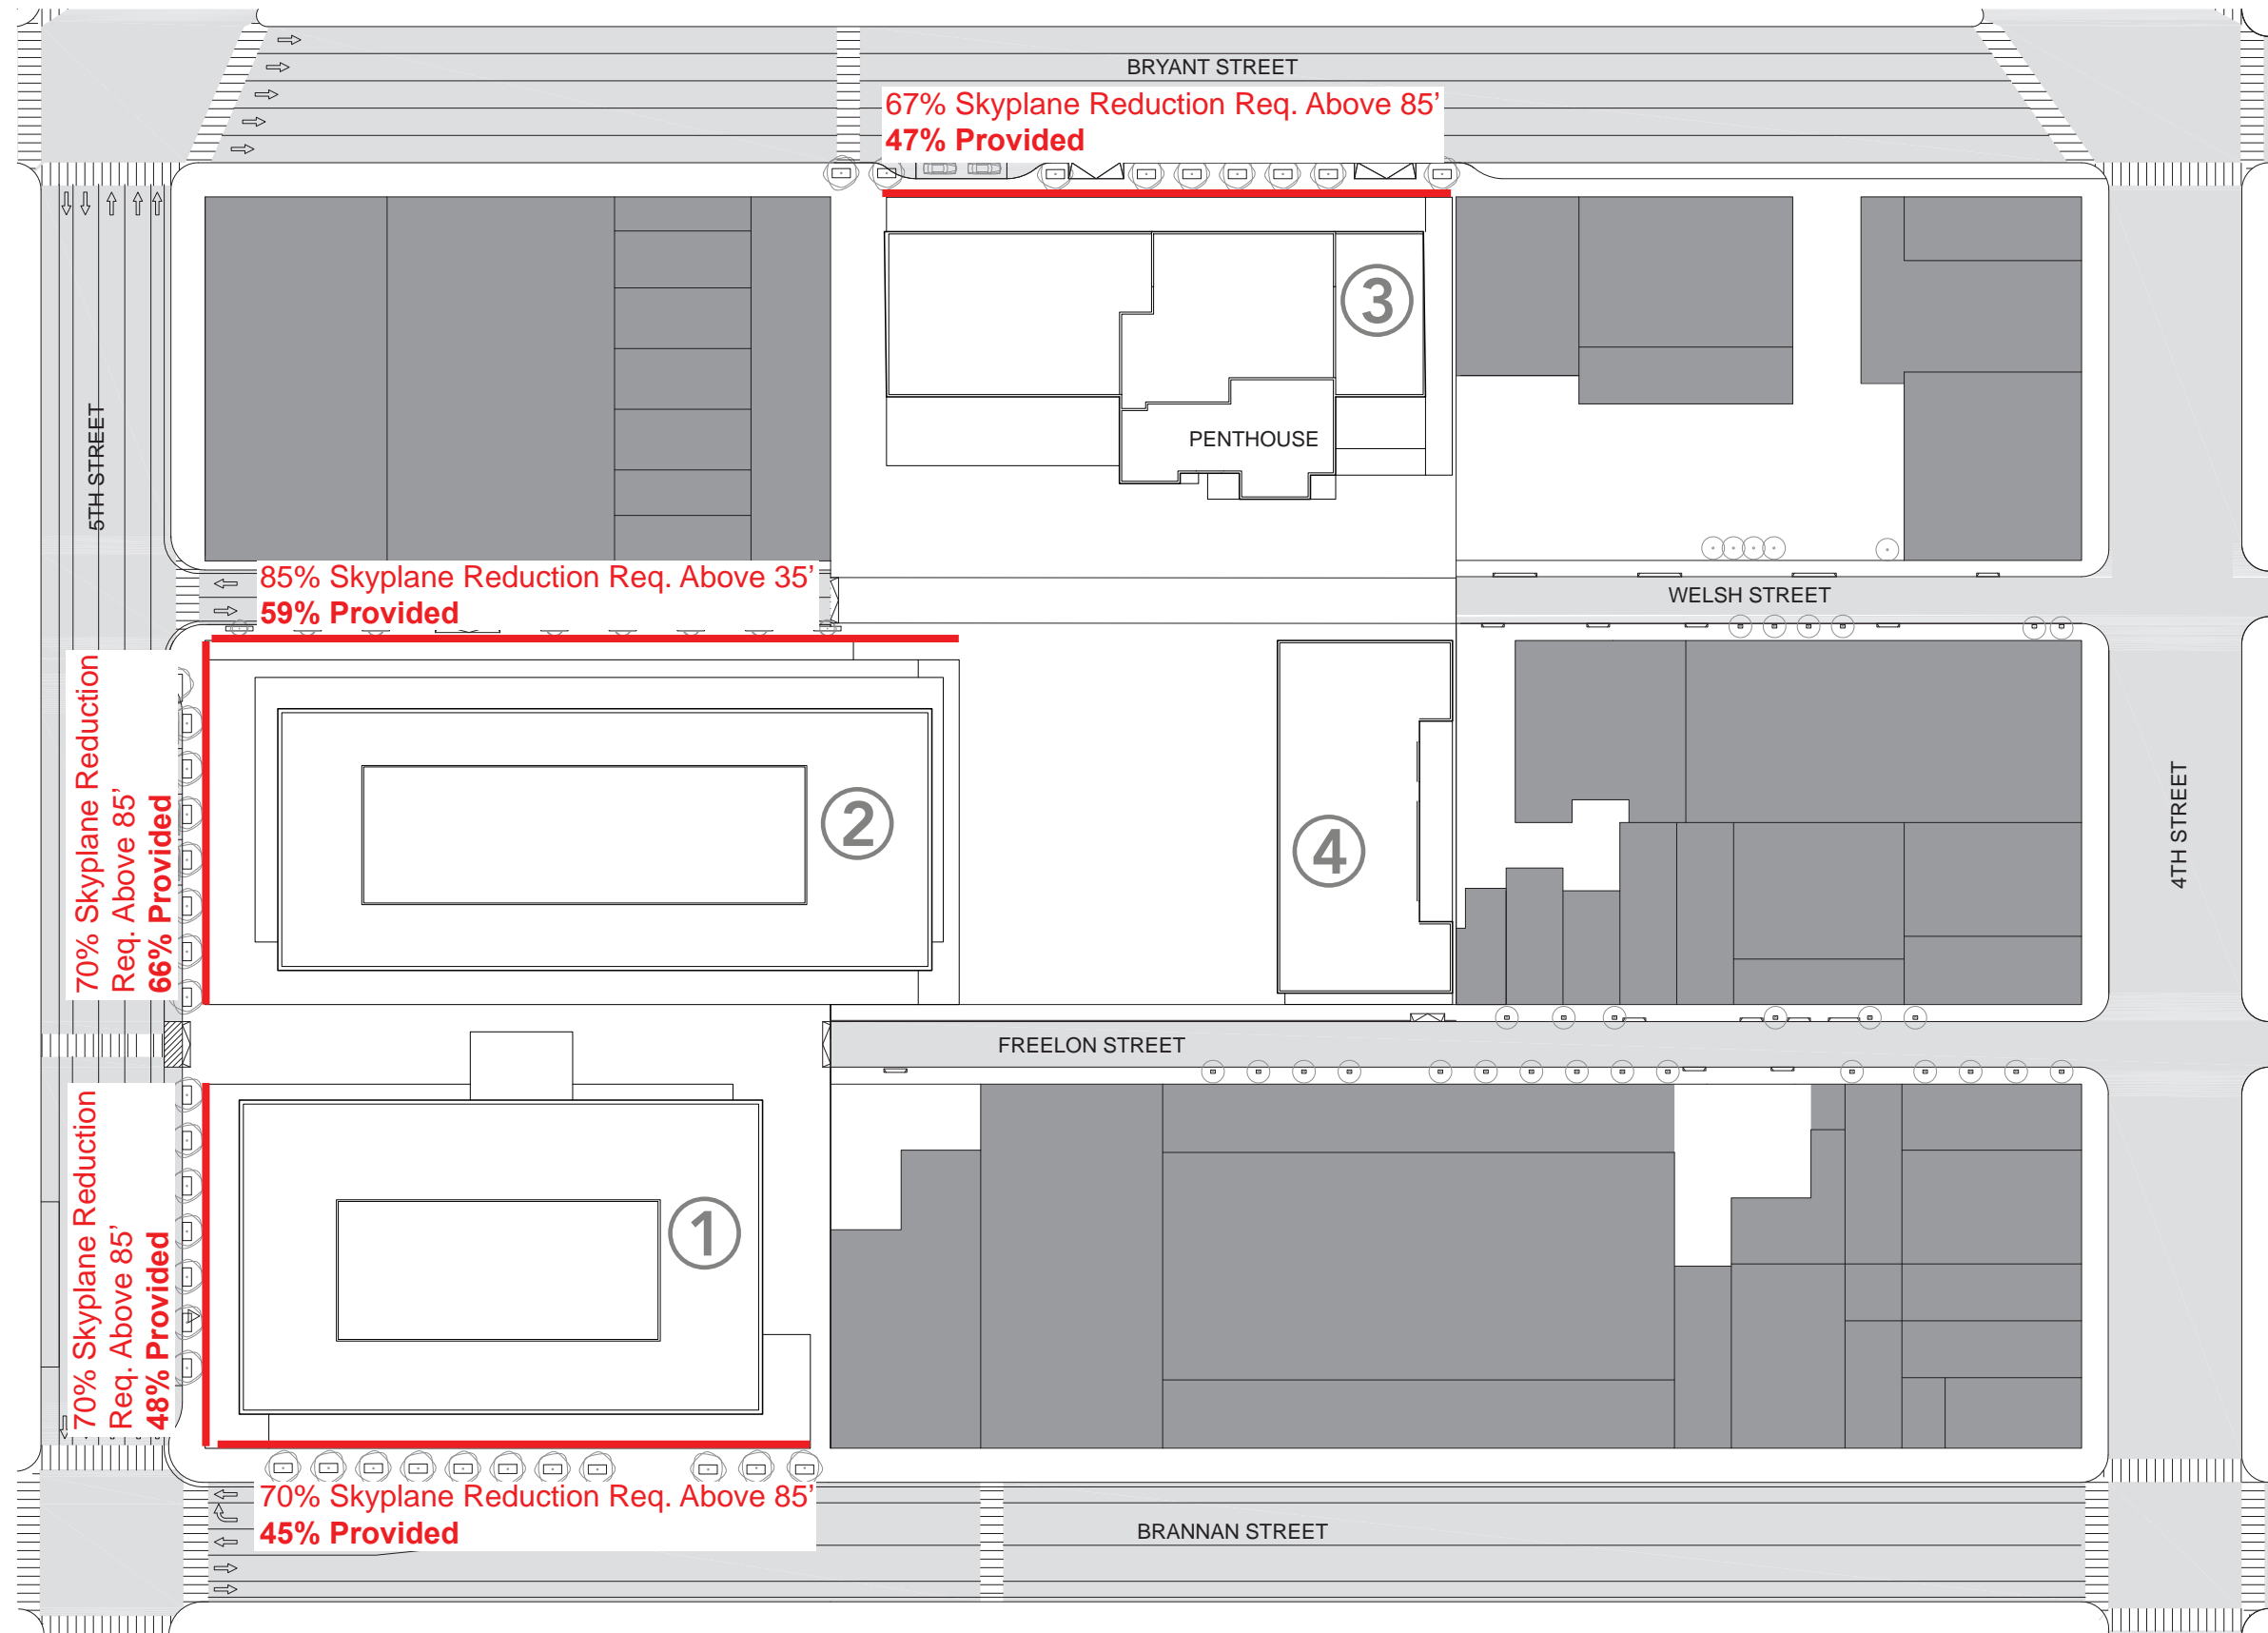 BRYANT STREET
67% Skyplane Reduction Req. Above 85’
47% Provided
3
5TH STREET
PENTHOUSE
85% Skyplane Reduction Req. Above 35’
59% Provided
WELSH STREET
70% Skyplane Reduction
Req. Above 85’
66% Provided
2
4
4TH STREET
FREELON STREET
70% Skyplane Reduction
Req. Above 85’
48% Provided
1
70% Skyplane Reduction Req. Above 85’
45% Provided
BRANNAN STREET